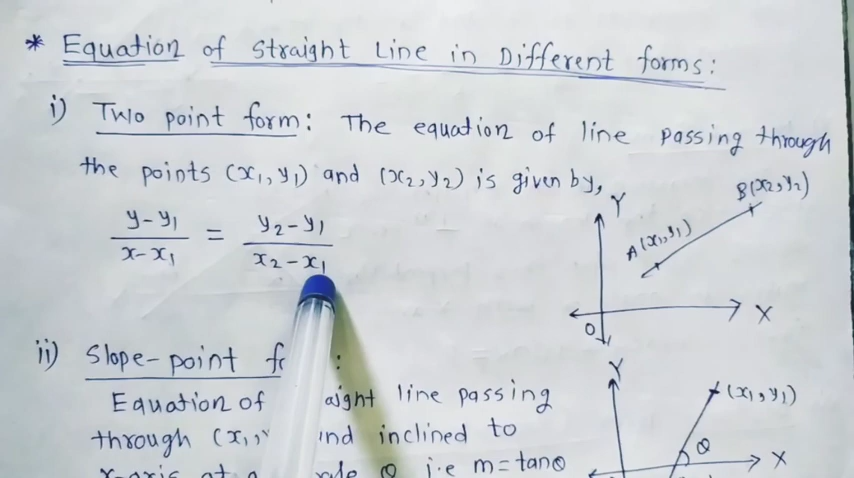 * Equation of Straight Line in Different forms:
i) Two point form: The equation of line passing through
the points (x₁, y₁) and (x₂, y₂) is given by,
y-y₁ / x-x₁ = y₂-y₁ / x₂-x₁
Y
B(x₂, y₂)
A(x₁, y₁)
O
X
ii) Slope-point :
Equation of line passing
through (x₁, inclined to
i.e m = tanθ
Y
(x₁, y₁)
θ
X